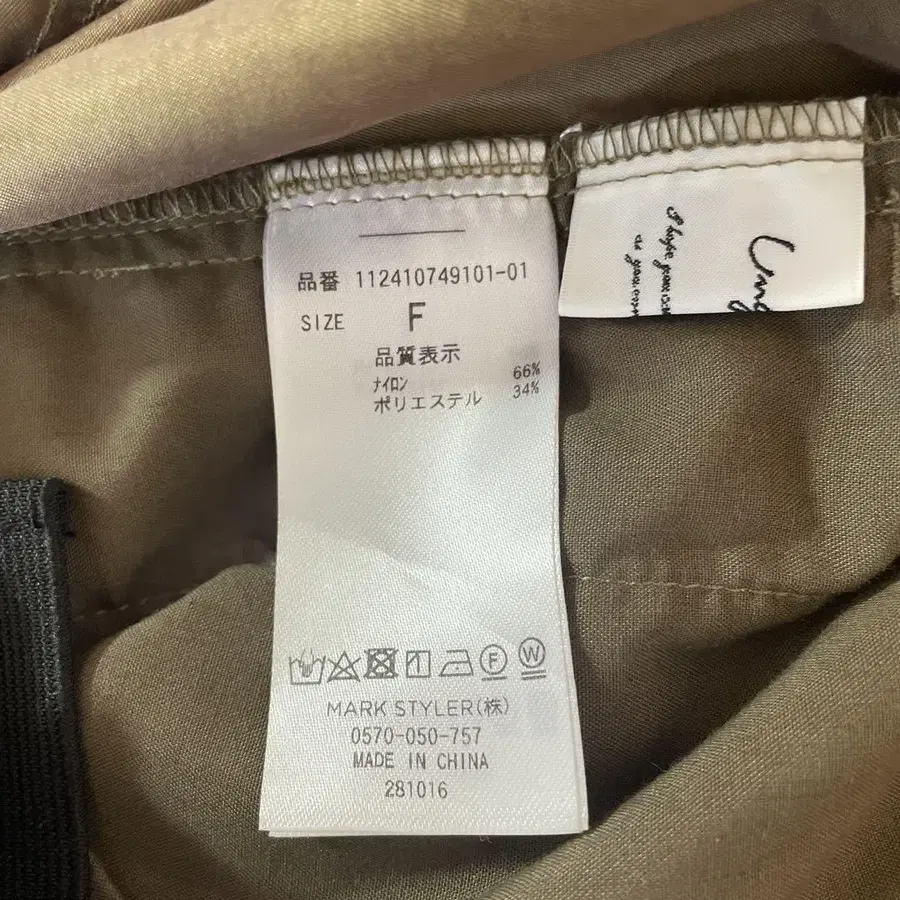 品番 112410749101-01
SIZE F
品質表示
ナイロン 66%
ポリエステル 34%
F W
MARK STYLER(株)
0570-050-757
MADE IN CHINA
281016